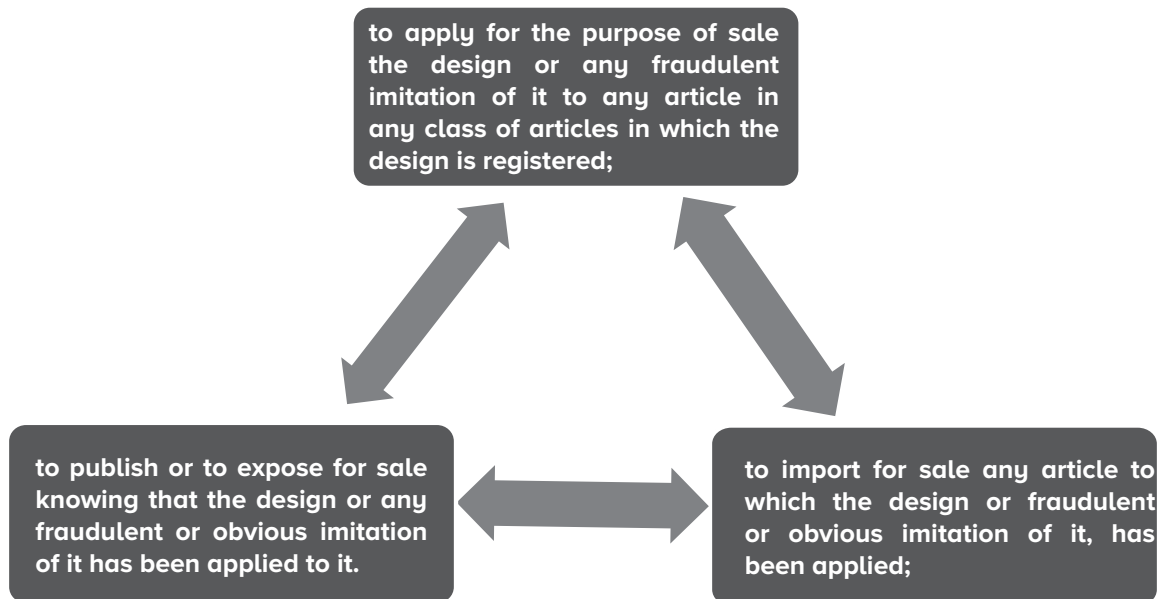 to apply for the purpose of sale
the design or any fraudulent
imitation of it to any article in
any class of articles in which the
design is registered;
to publish or to expose for sale
knowing that the design or any
fraudulent or obvious imitation
of it has been applied to it.
to import for sale any article to
which the design or fraudulent
or obvious imitation of it, has
been applied;